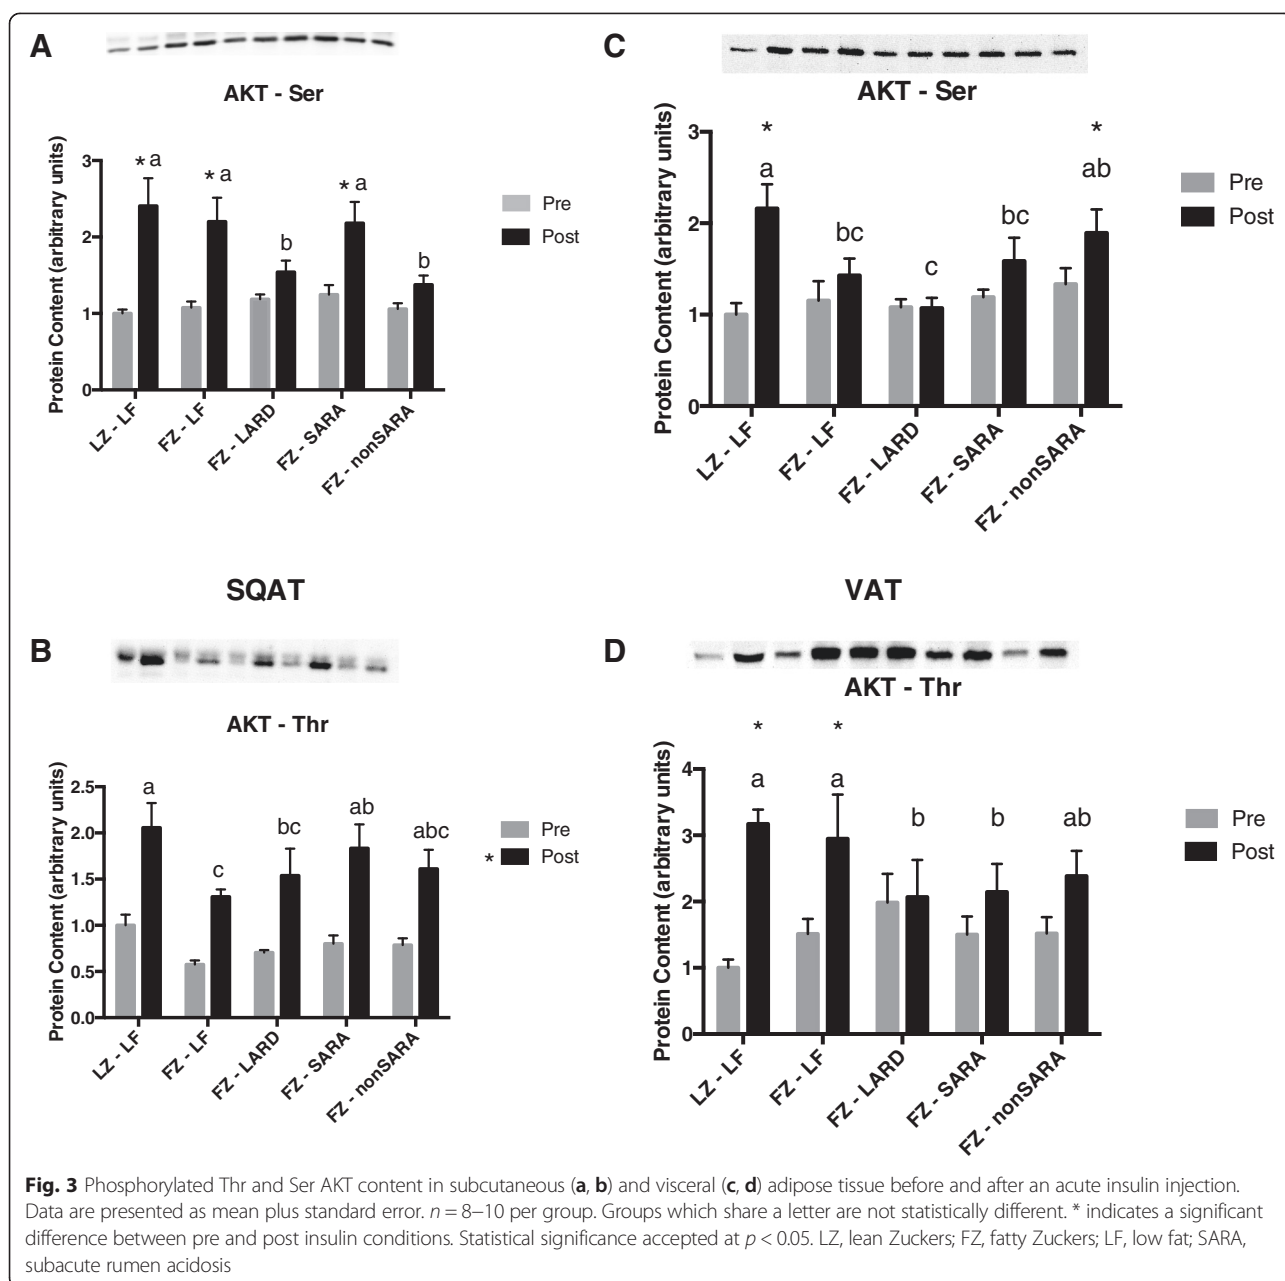 A
AKT - Ser
Protein Content (arbitrary units)
3
2
1
0
* a
* a
b
* a
b
Pre
Post
LZ - LF
FZ - LF
FZ - LARD
FZ - SARA
FZ - nonSARA
C
AKT - Ser
Protein Content (arbitrary units)
3
2
1
0
*
a
bc
c
bc
*
ab
Pre
Post
LZ - LF
FZ - LF
FZ - LARD
FZ - SARA
FZ - nonSARA
SQAT
VAT
B
AKT - Thr
Protein Content (arbitrary units)
2.5
2.0
1.5
1.0
0.5
0.0
a
c
bc
ab
abc
Pre
* Post
LZ - LF
FZ - LF
FZ - LARD
FZ - SARA
FZ - nonSARA
D
AKT - Thr
Protein Content (arbitrary units)
4
3
2
1
0
*
a
*
a
b
b
ab
Pre
Post
LZ - LF
FZ - LF
FZ - LARD
FZ - SARA
FZ - nonSARA
Fig. 3 Phosphorylated Thr and Ser AKT content in subcutaneous (a, b) and visceral (c, d) adipose tissue before and after an acute insulin injection.
Data are presented as mean plus standard error. n = 8–10 per group. Groups which share a letter are not statistically different. * indicates a significant
difference between pre and post insulin conditions. Statistical significance accepted at p < 0.05. LZ, lean Zuckers; FZ, fatty Zuckers; LF, low fat; SARA,
subacute rumen acidosis